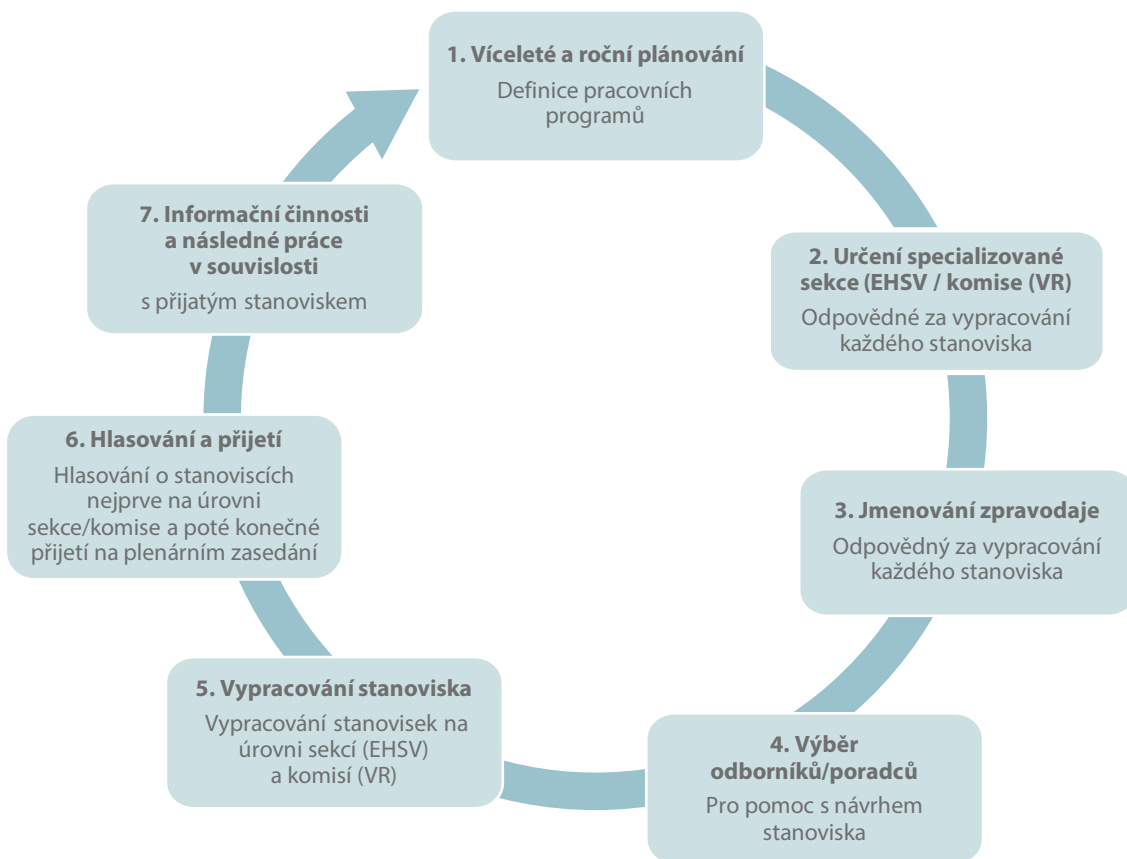 1. Víceleté a roční plánování
Definice pracovních
programů
2. Určení specializované
sekce (EHSV / komise (VR)
Odpovědné za vypracování
každého stanoviska
3. Jmenování zpravodaje
Odpovědný za vypracování
každého stanoviska
4. Výběr
odborníků/poradců
Pro pomoc s návrhem
stanoviska
5. Vypracování stanoviska
Vypracování stanovisek na
úrovni sekcí (EHSV)
a komisí (VR)
6. Hlasování a přijetí
Hlasování o stanoviscích
nejprve na úrovni
sekce/komise a poté konečné
přijetí na plenárním zasedání
7. Informační činnosti
a následné práce
v souvislosti
s přijatým stanoviskem